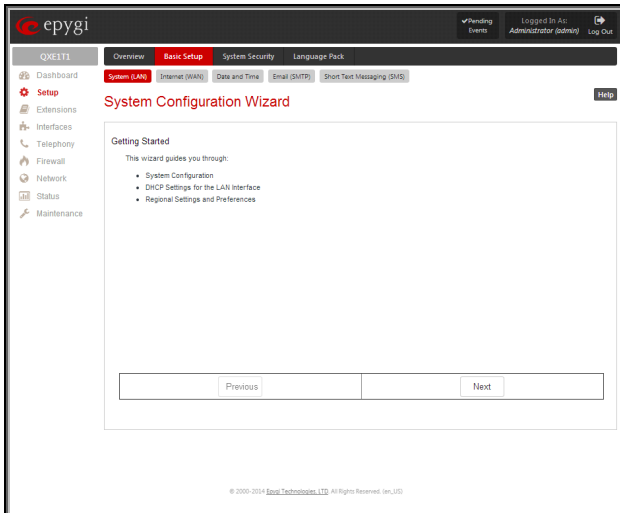 epygi
Pending Events
Logged In As:
Administrator (admin)
Log Out
QXE1T1
Overview
Basic Setup
System Security
Language Pack
Dashboard
Setup
Extensions
Interfaces
Telephony
Firewall
Network
Status
Maintenance
System (LAN)
Internet (WAN)
Date and Time
Email (SMTP)
Short Text Messaging (SMS)
System Configuration Wizard
Help
Getting Started
This wizard guides you through:
• System Configuration
• DHCP Settings for the LAN Interface
• Regional Settings and Preferences
Previous
Next
© 2000-2014 Epygi Technologies, LTD. All Rights Reserved. (en_US)